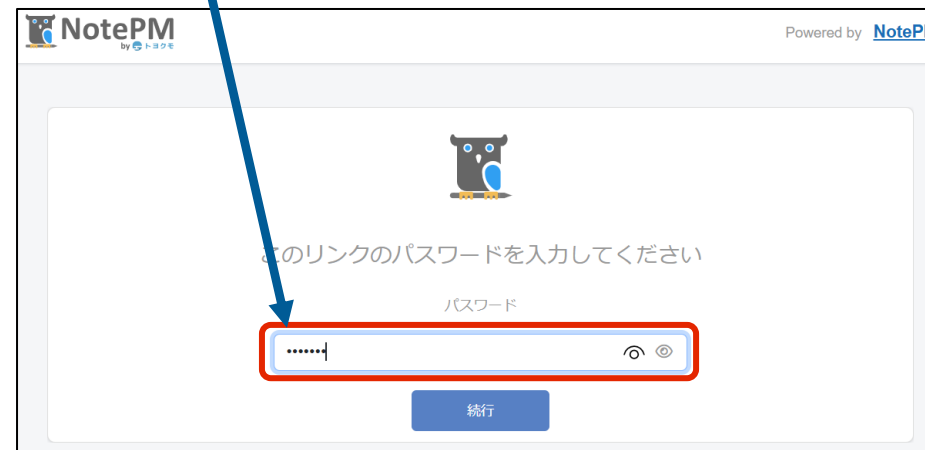 NotePM
by トヨクモ
Powered by NotePM
このリンクのパスワードを入力してください
パスワード
•••••••
続行